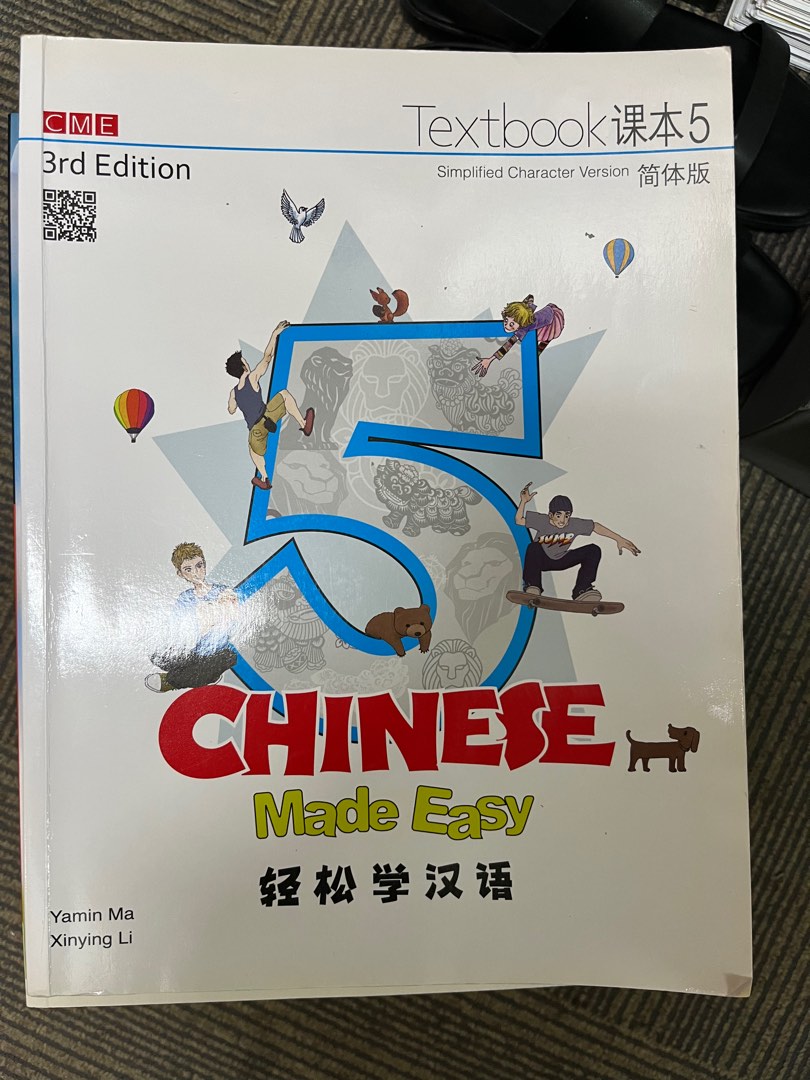 CME
Textbook课本5
3rd Edition
Simplified Character Version 简体版
JUMP
CHINESE
Made Easy
轻松学汉语
Yamin Ma
Xinying Li